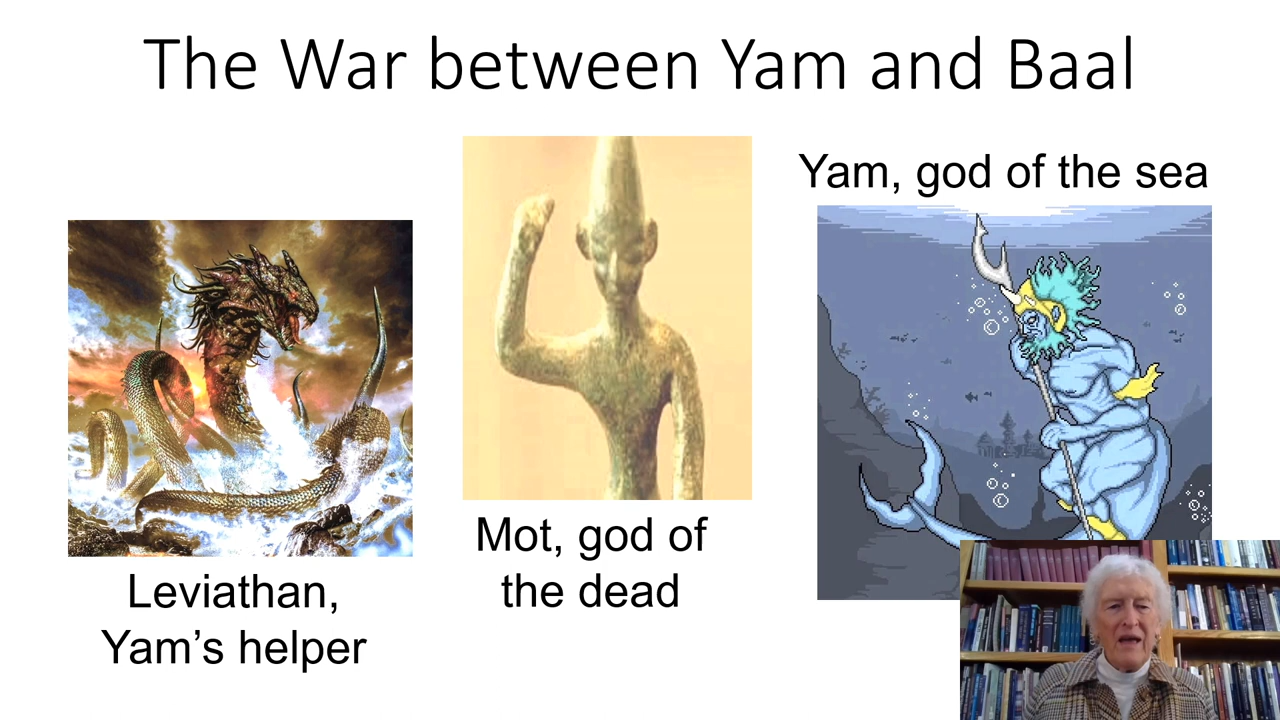 The War between Yam and Baal
Yam, god of the sea
Mot, god of
the dead
Leviathan,
Yam’s helper